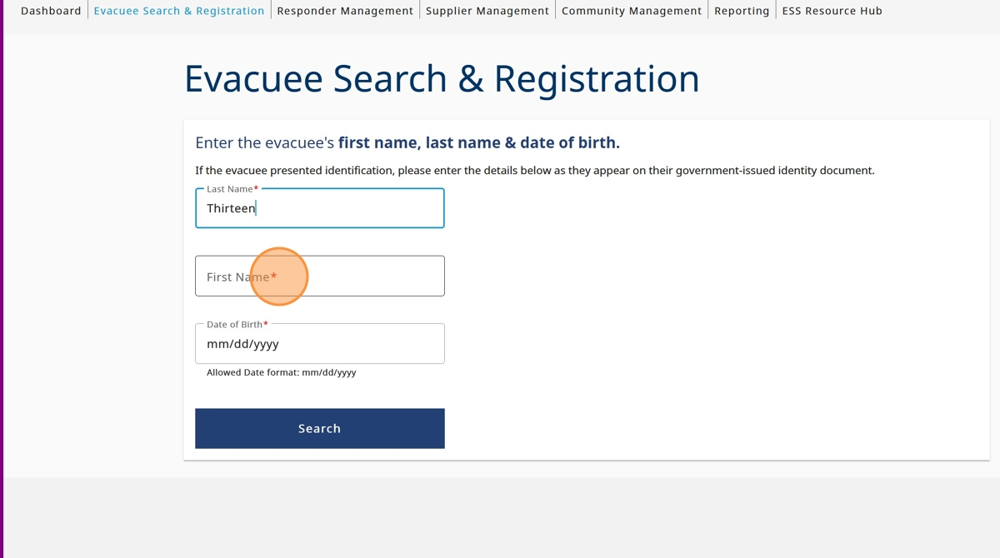 Dashboard Evacuee Search & Registration Responder Management Supplier Management Community Management Reporting ESS Resource Hub
Evacuee Search & Registration
Enter the evacuee's first name, last name & date of birth.
If the evacuee presented identification, please enter the details below as they appear on their government-issued identity document.
Last Name*
Thirteen
First Name*
Date of Birth*
mm/dd/yyyy
Allowed Date format: mm/dd/yyyy
Search